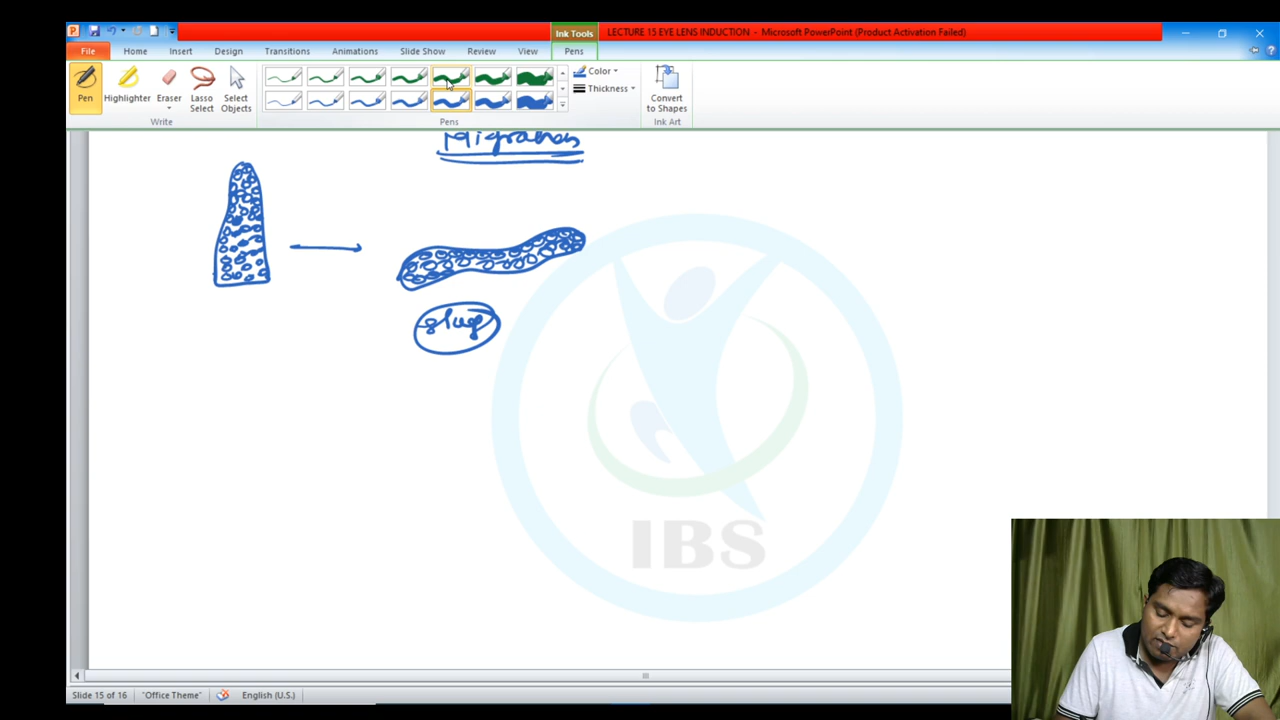 Ink Tools
LECTURE 15 EYE LENS INDUCTION - Microsoft PowerPoint (Product Activation Failed)
File Home Insert Design Transitions Animations Slide Show Review View Pens
Pen Highlighter Eraser Lasso Select Select Objects
Color
Thickness
Convert to Shapes
Write Pens Ink Art
Migration
slug
IBS
Slide 15 of 16 "Office Theme" English (U.S.)